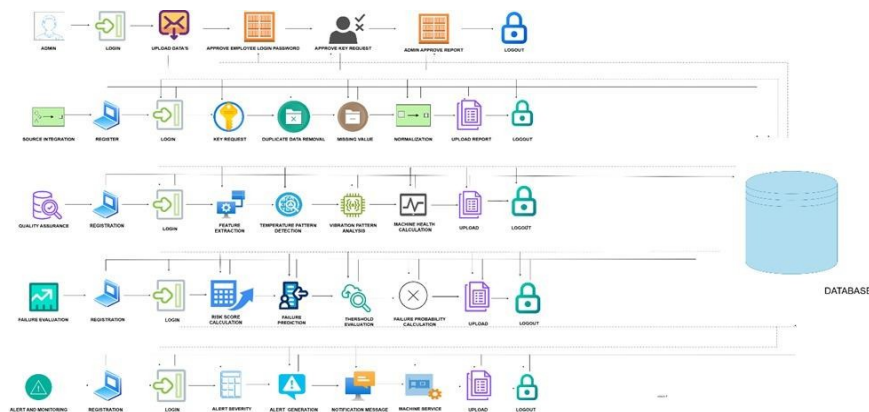 ADMIN
LOGIN
UPLOAD DATA'S
APPROVE EMPLOYEE LOGIN PASSWORD
APPROVE KEY REQUEST
ADMIN APPROVE REPORT
LOGOUT
SOURCE INTEGRATION
REGISTER
LOGIN
KEY REQUEST
DUPLICATE DATA REMOVAL
MISSING VALUE
NORMALIZATION
UPLOAD REPORT
LOGOUT
QUALITY ASSURANCE
REGISTRATION
LOGIN
FEATURE
EXTRACTION
TEMPERATURE PATTERN
DETECTION
VIBRATION PATTERN
ANALYSIS
MACHINE HEALTH
CALCULATION
UPLOAD
LOGOUT
DATABASE
FAILURE EVALUATION
REGISTRATION
LOGIN
RISK SCORE
CALCULATION
FAILURE
PREDICTION
THERSHOLD
EVALUATION
FAILURE PROBABILITY
CALCULATION
UPLOAD
LOGOUT
ALERT AND MONITORING
REGISTRATION
LOGIN
ALERT SEVERITY
ALERT GENERATION
NOTIFICATION MESSAGE
MACHINE SERVICE
UPLOAD
LOGOUT